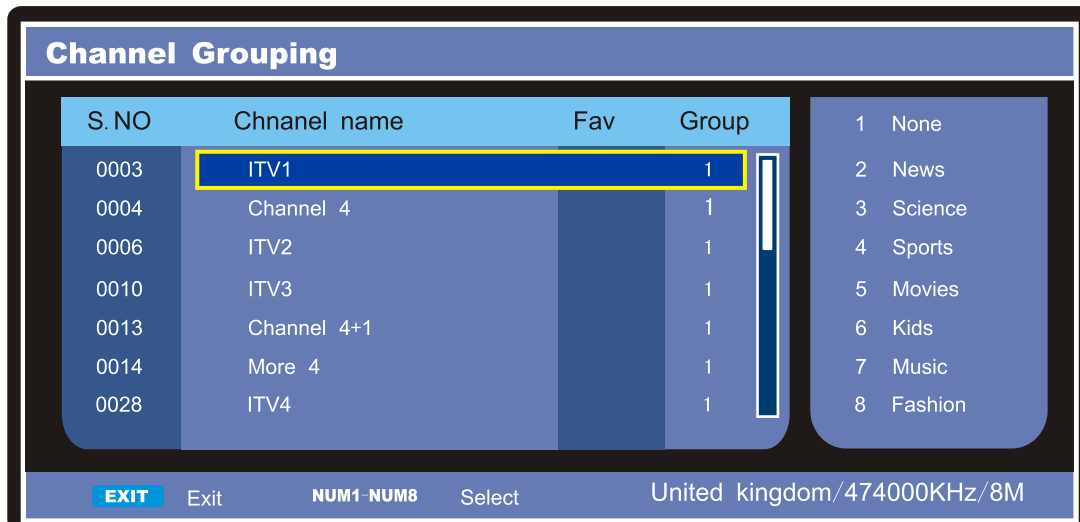 Channel Grouping
S. NO Chnanel name Fav Group
0003 ITV1 1
0004 Channel 4 1
0006 ITV2 1
0010 ITV3 1
0013 Channel 4+1 1
0014 More 4 1
0028 ITV4 1
1 None
2 News
3 Science
4 Sports
5 Movies
6 Kids
7 Music
8 Fashion
EXIT Exit NUM1-NUM8 Select United kingdom/474000KHz/8M